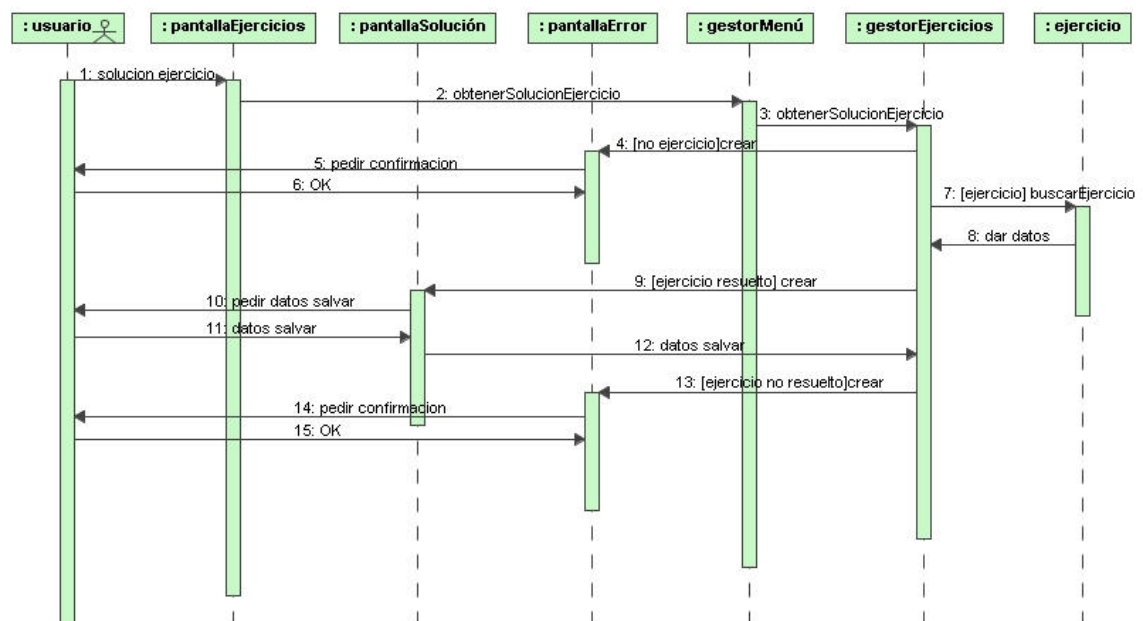 : usuario
: pantallaEjercicios
: pantallaSolución
: pantallaError
: gestorMenú
: gestorEjercicios
: ejercicio
1: solucion ejercicio
2: obtenerSolucionEjercicio
3: obtenerSolucionEjercicio
4: [no ejercicio]crear
5: pedir confirmacion
6: OK
7: [ejercicio] buscarEjercicio
8: dar datos
9: [ejercicio resuelto] crear
10: pedir datos salvar
11: datos salvar
12: datos salvar
13: [ejercicio no resuelto]crear
14: pedir confirmacion
15: OK